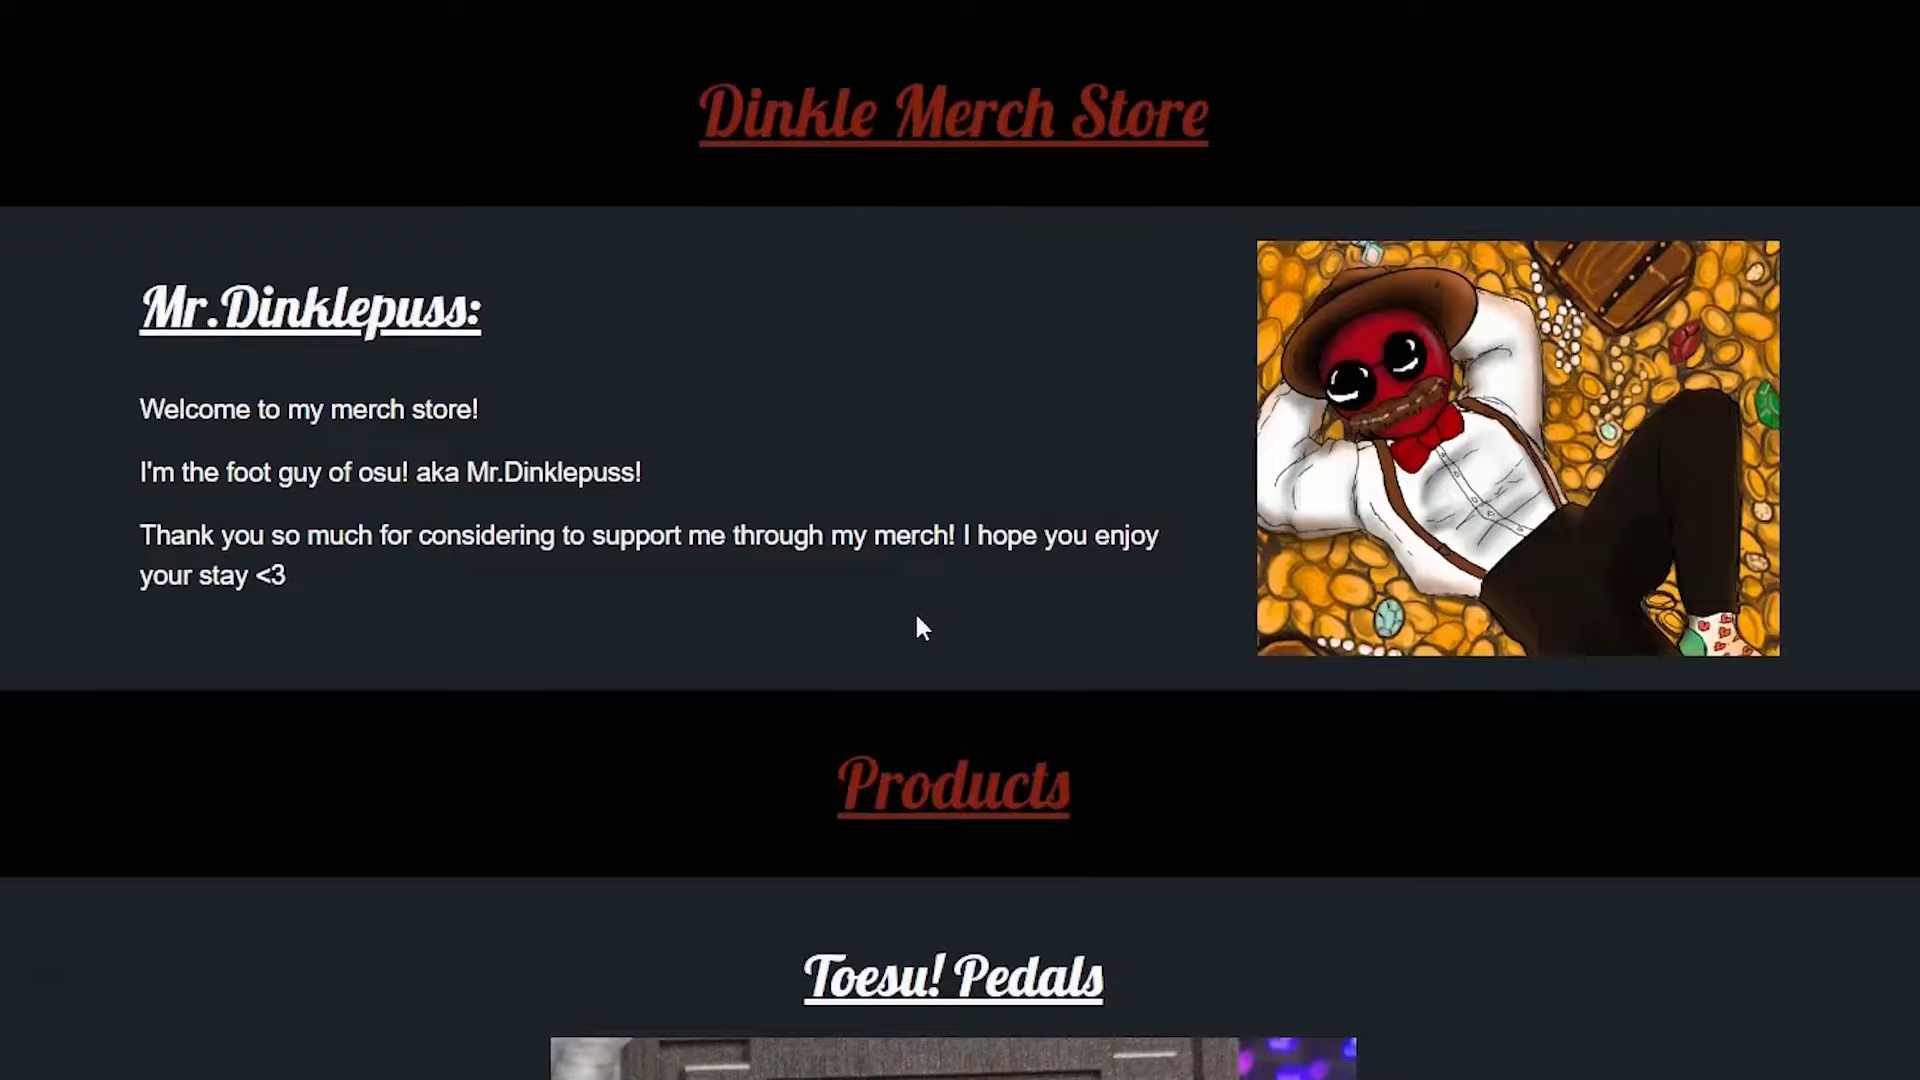 Dinkle Merch Store
Mr.Dinklepuss:
Welcome to my merch store!
I'm the foot guy of osu! aka Mr.Dinklepuss!
Thank you so much for considering to support me through my merch! I hope you enjoy
your stay <3
Products
Toesu! Pedals